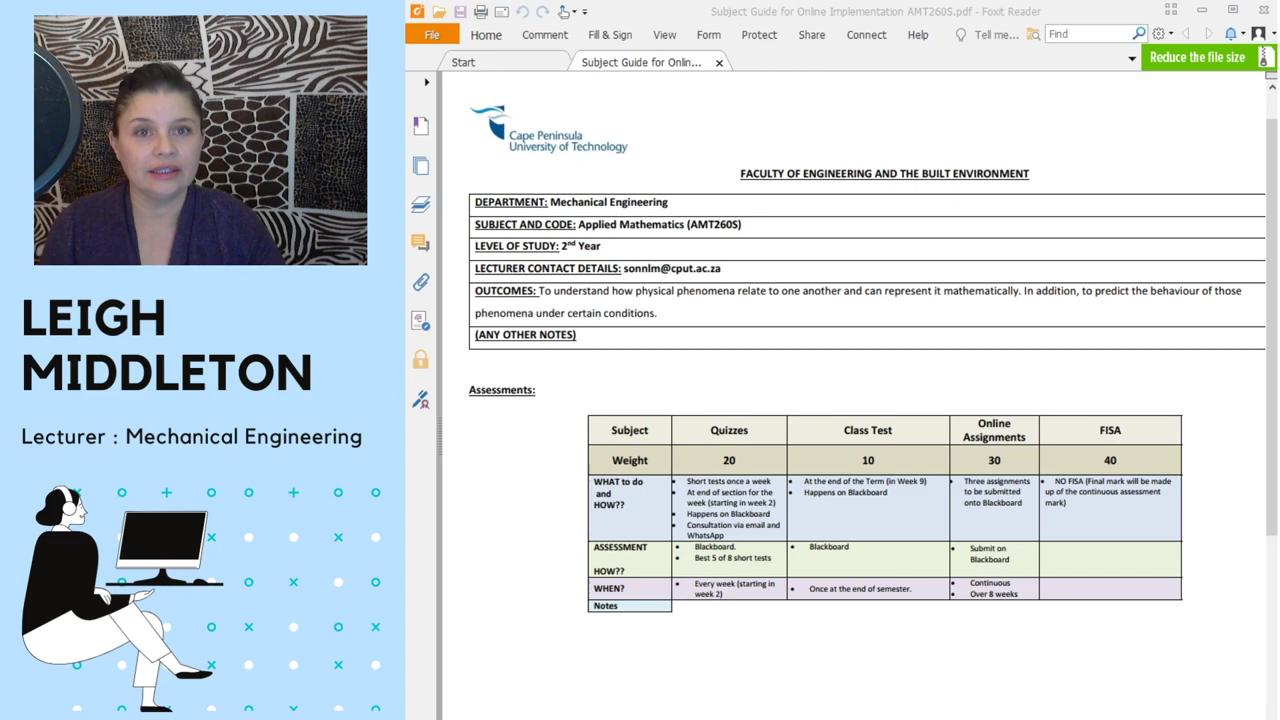 LEIGH
MIDDLETON
Lecturer : Mechanical Engineering
Subject Guide for Online Implementation AMT260S.pdf - Foxit Reader
File Home Comment Fill & Sign View Form Protect Share Connect Help Tell me... Find
Start Subject Guide for Onlin... Reduce the file size
Cape Peninsula
University of Technology
FACULTY OF ENGINEERING AND THE BUILT ENVIRONMENT
DEPARTMENT: Mechanical Engineering
SUBJECT AND CODE: Applied Mathematics (AMT260S)
LEVEL OF STUDY: 2nd Year
LECTURER CONTACT DETAILS: sonnlm@cput.ac.za
OUTCOMES: To understand how physical phenomena relate to one another and can represent it mathematically. In addition, to predict the behaviour of those
phenomena under certain conditions.
(ANY OTHER NOTES)
Assessments:
Subject
Quizzes
Class Test
Online
Assignments
FISA
Weight
20
10
30
40
WHAT to do
and
HOW??
• Short tests once a week
• At end of section for the
week (starting in week 2)
• Happens on Blackboard
• Consultation via email and
WhatsApp
• At the end of the Term (in Week 9)
• Happens on Blackboard
• Three assignments
to be submitted
onto Blackboard
• NO FISA (Final mark will be made
up of the continuous assessment
mark)
ASSESSMENT
HOW??
• Blackboard.
• Best 5 of 8 short tests
• Blackboard
• Submit on
Blackboard
WHEN?
• Every week (starting in
week 2)
• Once at the end of semester.
• Continuous
• Over 8 weeks
Notes